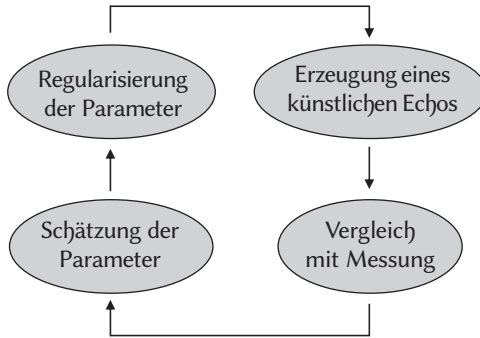 Regularisierung
der Parameter
Erzeugung eines
künstlichen Echos
Schätzung der
Parameter
Vergleich
mit Messung